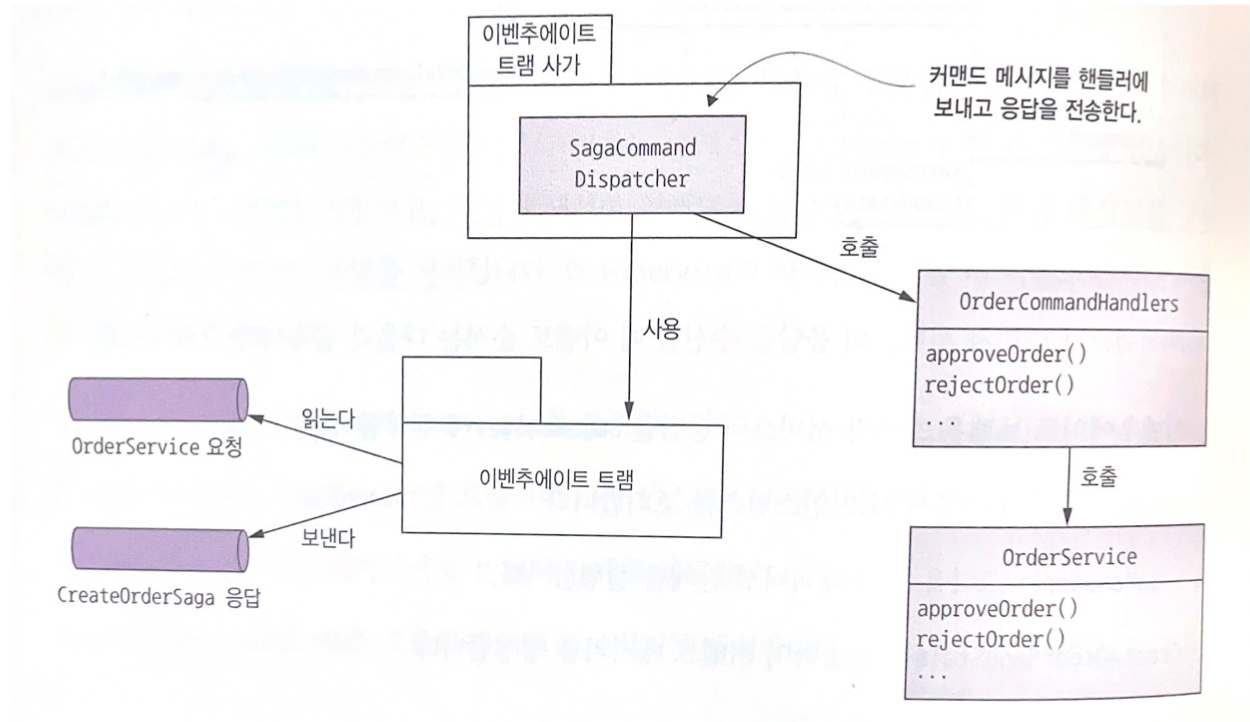 이벤추에이트
트램 사가
커맨드 메시지를 핸들러에
보내고 응답을 전송한다.
SagaCommand
Dispatcher
호출
OrderCommandHandlers
approveOrder()
rejectOrder()
...
사용
읽는다
OrderService 요청
이벤추에이트 트램
보낸다
CreateOrderSaga 응답
호출
OrderService
approveOrder()
rejectOrder()
...